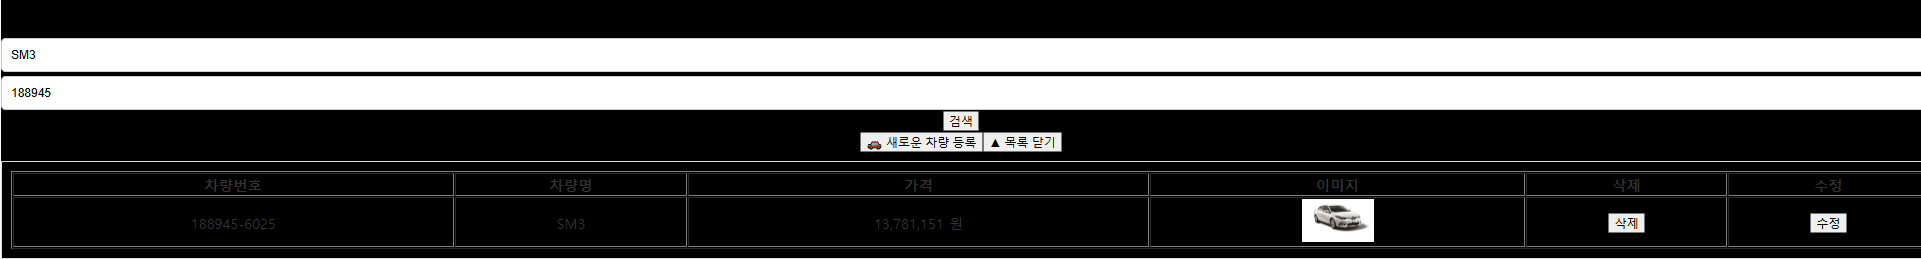 SM3
188945
검색
🚗 새로운 차량 등록 ▲ 목록 닫기
차량번호 차량명 가격 이미지 삭제 수정
188945-6025 SM3 13,781,151 원 삭제 수정